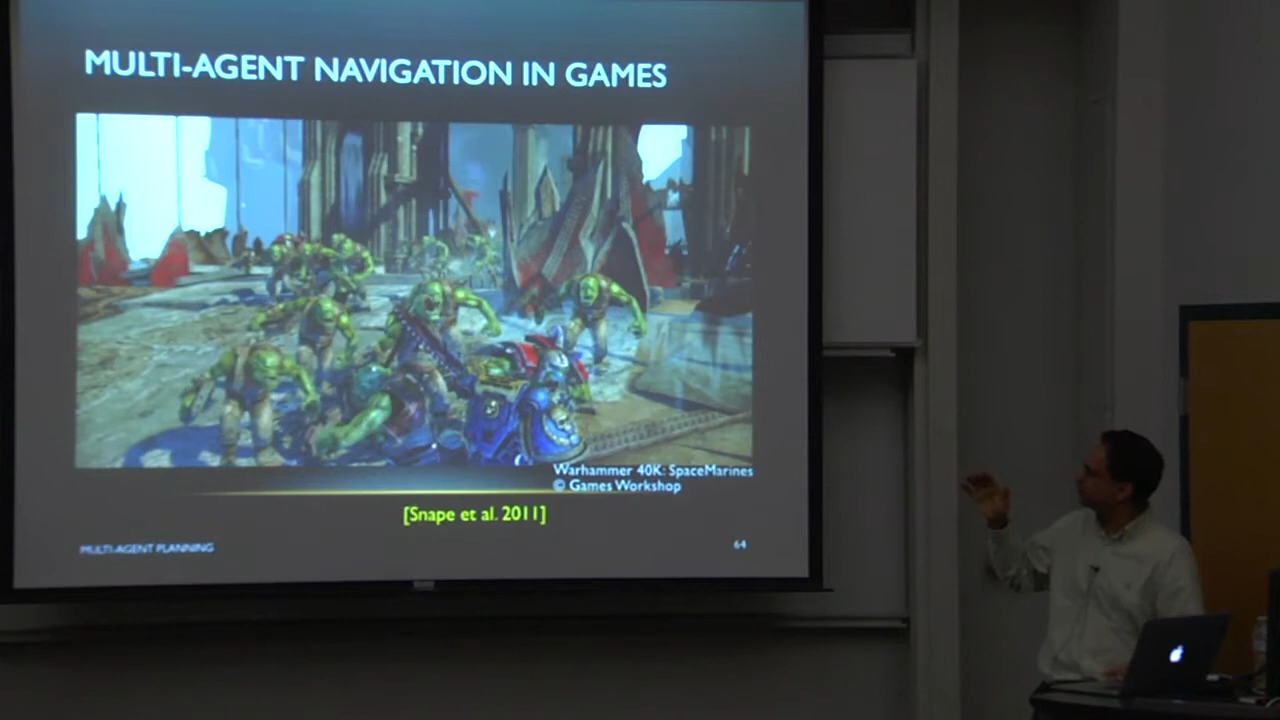 MULTI-AGENT NAVIGATION IN GAMES
Warhammer 40K: SpaceMarines
© Games Workshop
[Snape et al. 2011]
MULTI-AGENT PLANNING
64